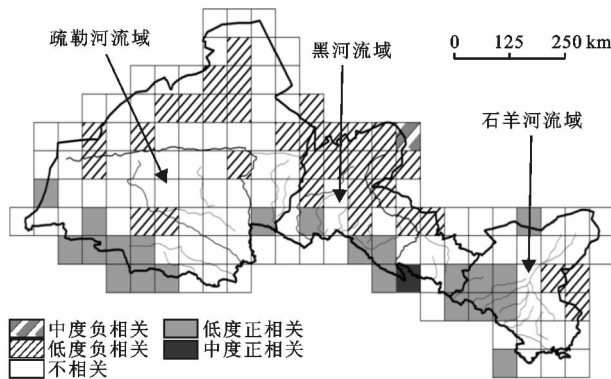 疏勒河流域
黑河流域
0 125 250 km
石羊河流域
中度负相关
低度正相关
低度负相关
中度正相关
不相关